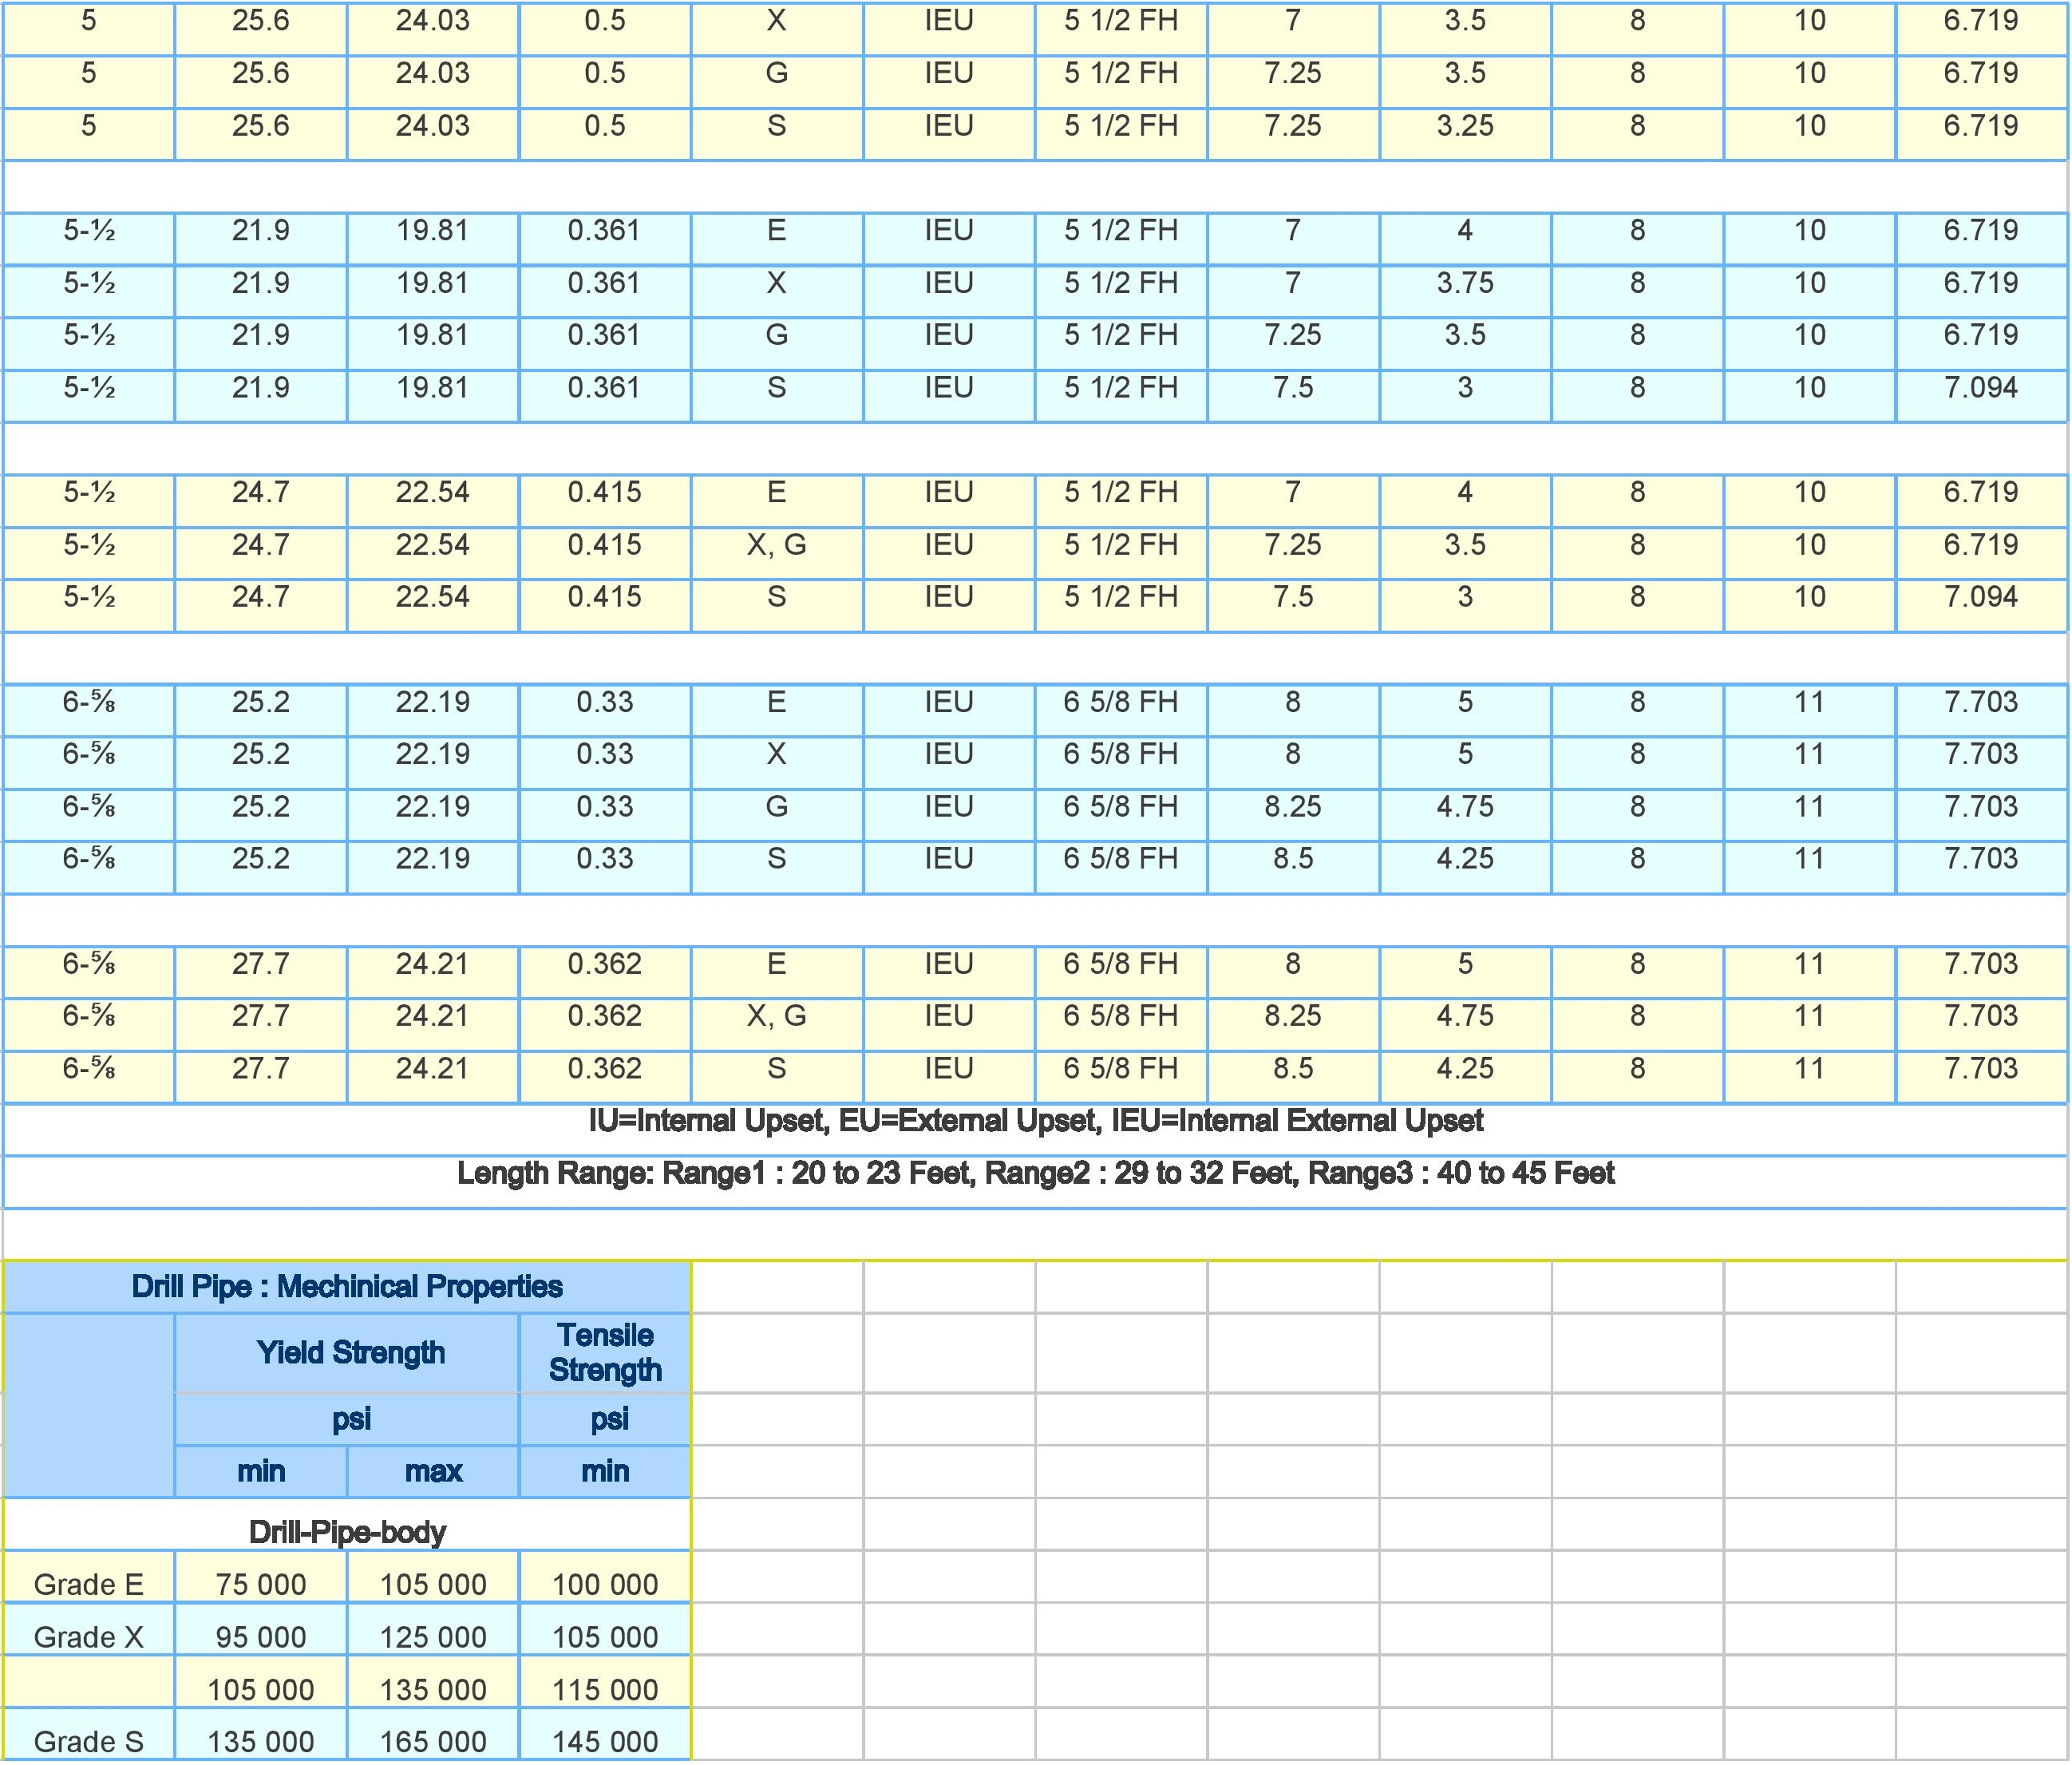 5 25.6 24.03 0.5 X IEU 5 1/2 FH 7 3.5 8 10 6.719
5 25.6 24.03 0.5 G IEU 5 1/2 FH 7.25 3.5 8 10 6.719
5 25.6 24.03 0.5 S IEU 5 1/2 FH 7.25 3.25 8 10 6.719
5-½ 21.9 19.81 0.361 E IEU 5 1/2 FH 7 4 8 10 6.719
5-½ 21.9 19.81 0.361 X IEU 5 1/2 FH 7 3.75 8 10 6.719
5-½ 21.9 19.81 0.361 G IEU 5 1/2 FH 7.25 3.5 8 10 6.719
5-½ 21.9 19.81 0.361 S IEU 5 1/2 FH 7.5 3 8 10 7.094
5-½ 24.7 22.54 0.415 E IEU 5 1/2 FH 7 4 8 10 6.719
5-½ 24.7 22.54 0.415 X, G IEU 5 1/2 FH 7.25 3.5 8 10 6.719
5-½ 24.7 22.54 0.415 S IEU 5 1/2 FH 7.5 3 8 10 7.094
6-⅝ 25.2 22.19 0.33 E IEU 6 5/8 FH 8 5 8 11 7.703
6-⅝ 25.2 22.19 0.33 X IEU 6 5/8 FH 8 5 8 11 7.703
6-⅝ 25.2 22.19 0.33 G IEU 6 5/8 FH 8.25 4.75 8 11 7.703
6-⅝ 25.2 22.19 0.33 S IEU 6 5/8 FH 8.5 4.25 8 11 7.703
6-⅝ 27.7 24.21 0.362 E IEU 6 5/8 FH 8 5 8 11 7.703
6-⅝ 27.7 24.21 0.362 X, G IEU 6 5/8 FH 8.25 4.75 8 11 7.703
6-⅝ 27.7 24.21 0.362 S IEU 6 5/8 FH 8.5 4.25 8 11 7.703
IU=Internal Upset, EU=External Upset, IEU=Internal External Upset
Length Range: Range1 : 20 to 23 Feet, Range2 : 29 to 32 Feet, Range3 : 40 to 45 Feet
Drill Pipe : Mechinical Properties
Yield Strength Tensile
Strength
psi psi
min max min
Drill-Pipe-body
Grade E 75 000 105 000 100 000
Grade X 95 000 125 000 105 000
105 000 135 000 115 000
Grade S 135 000 165 000 145 000